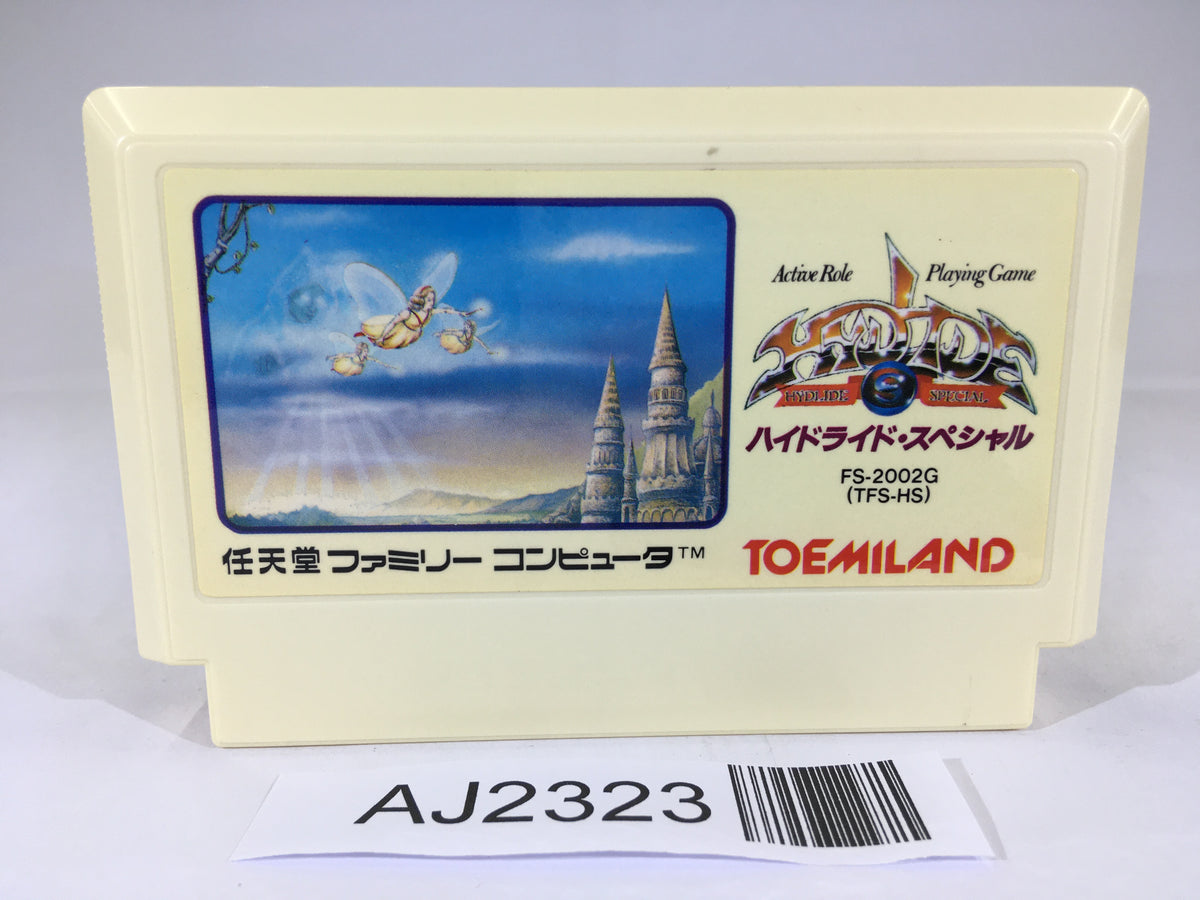 Active Role Playing Game
HYDLIDE
HYDLIDE S SPECIAL
ハイドライド・スペシャル
FS-2002G
(TFS-HS)
任天堂 ファミリー コンピュータ™
TOEMILAND
AJ2323